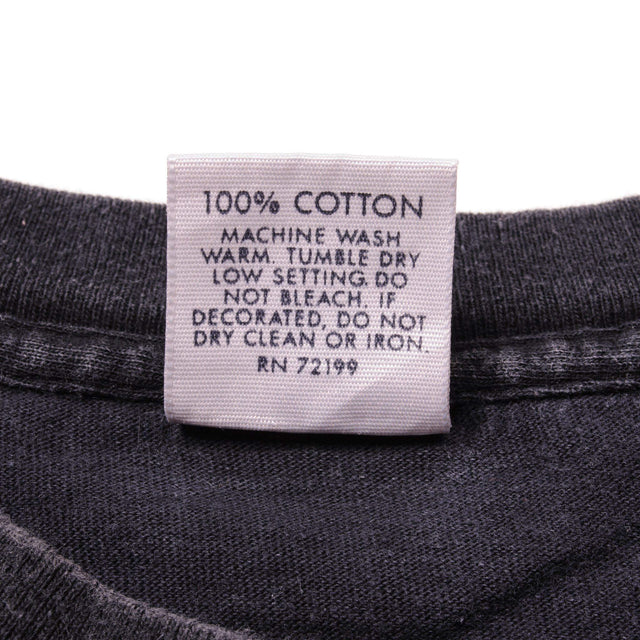 100% COTTON
MACHINE WASH
WARM. TUMBLE DRY
LOW SETTING. DO
NOT BLEACH. IF
DECORATED, DO NOT
DRY CLEAN OR IRON.
RN 72199